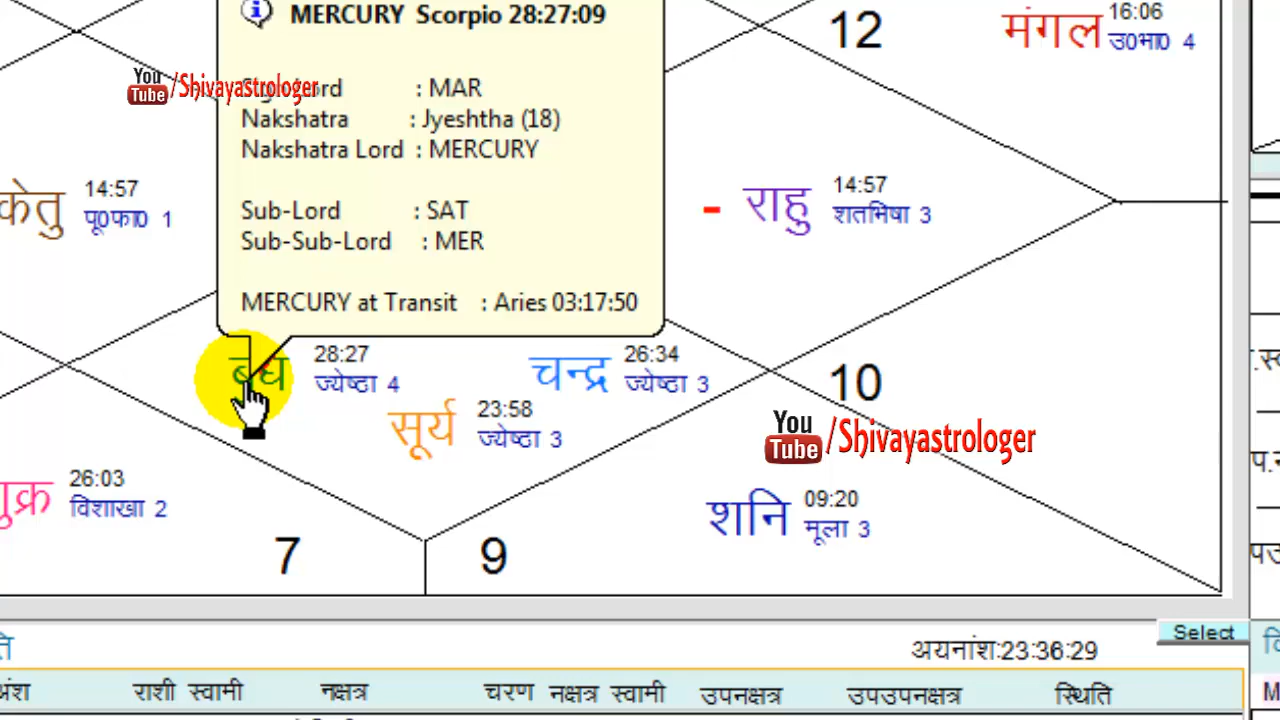 MERCURY Scorpio 28:27:09
12
मंगल 16:06
उ0भा0 4
You Tube /Shivayastrologer
: MAR
Nakshatra : Jyeshtha (18)
Nakshatra Lord : MERCURY
Sub-Lord : SAT
Sub-Sub-Lord : MER
MERCURY at Transit : Aries 03:17:50
केतु 14:57
पू0फा0 1
- राहु 14:57
शतभिषा 3
बुध 28:27
ज्येष्ठा 4
चन्द्र 26:34
ज्येष्ठा 3
सूर्य 23:58
ज्येष्ठा 3
10
You Tube /Shivayastrologer
26:03
विशाखा 2
शनि 09:20
मूला 3
7
9
Select
अयनांश:23:36:29
राशी स्वामी नक्षत्र चरण नक्षत्र स्वामी उपनक्षत्र उपउपनक्षत्र स्थिति